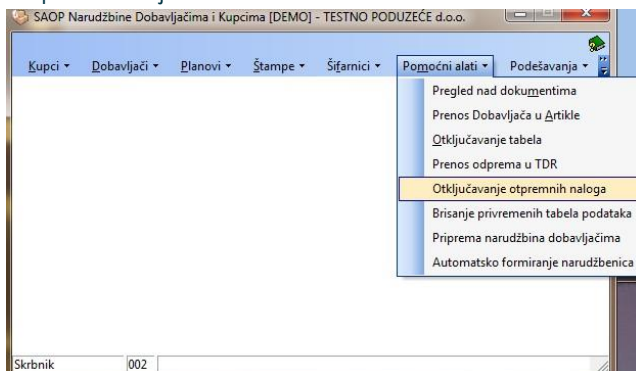 SAOP Narudžbine Dobavljačima i Kupcima [DEMO] - TESTNO PODUZEĆE d.o.o.
Kupci Dobavljači Planovi Štampe Šifarnici Pomoćni alati Podešavanja
Pregled nad dokumentima
Prenos Dobavljača u Artikle
Otključavanje tabela
Prenos odprema u TDR
Otključavanje otpremnih naloga
Brisanje privremenih tabela podataka
Priprema narudžbina dobavljačima
Automatsko formiranje narudžbenica
Skrbnik 002